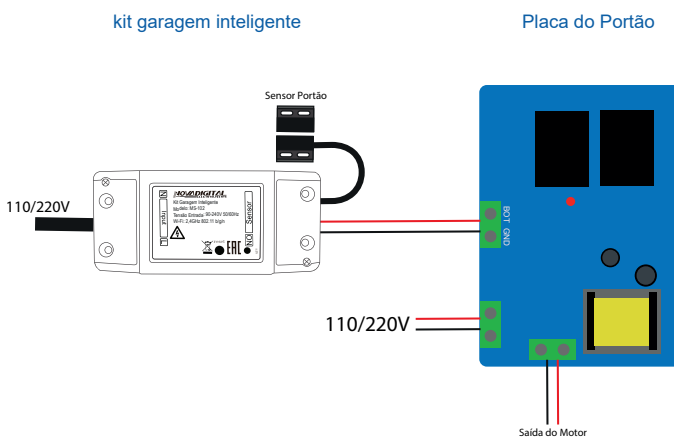 kit garagem inteligente
Placa do Portão
Sensor Portão
110/220V
N
Input
L
NOVADIGITAL
Kit Garagem Inteligente
Modelo: MS-102
Tensão Entrada: 90-240V 50/60Hz
Wi-Fi: 2,4GHz 802.11 b/g/n
EAC
Sensor
NO
BOT
GND
110/220V
Saída do Motor